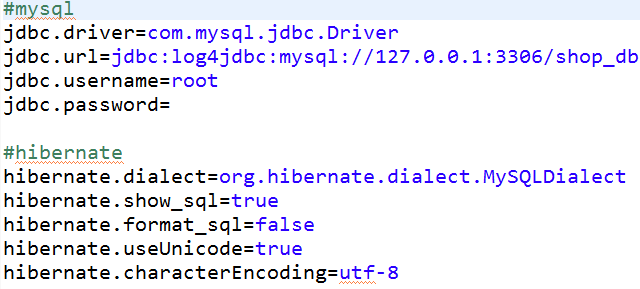 #mysql
jdbc.driver=com.mysql.jdbc.Driver
jdbc.url=jdbc:log4jdbc:mysql://127.0.0.1:3306/shop_db
jdbc.username=root
jdbc.password=
#hibernate
hibernate.dialect=org.hibernate.dialect.MySQLDialect
hibernate.show_sql=true
hibernate.format_sql=false
hibernate.useUnicode=true
hibernate.characterEncoding=utf-8